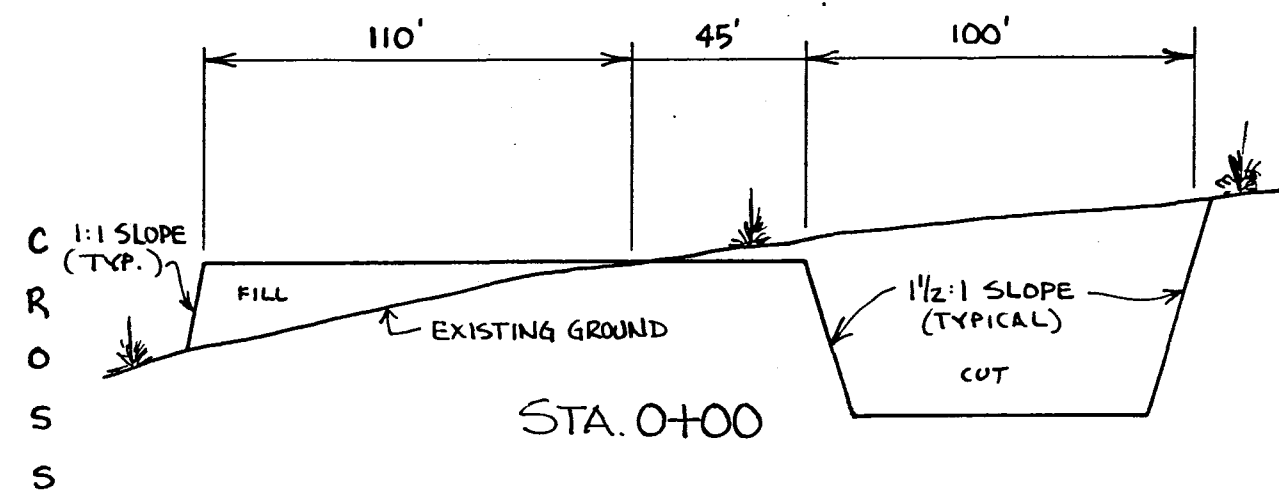 110'
45'
100'
1:1 SLOPE
(TYP.)
FILL
EXISTING GROUND
1½:1 SLOPE
(TYPICAL)
CUT
STA. 0+00
C
R
O
S
S